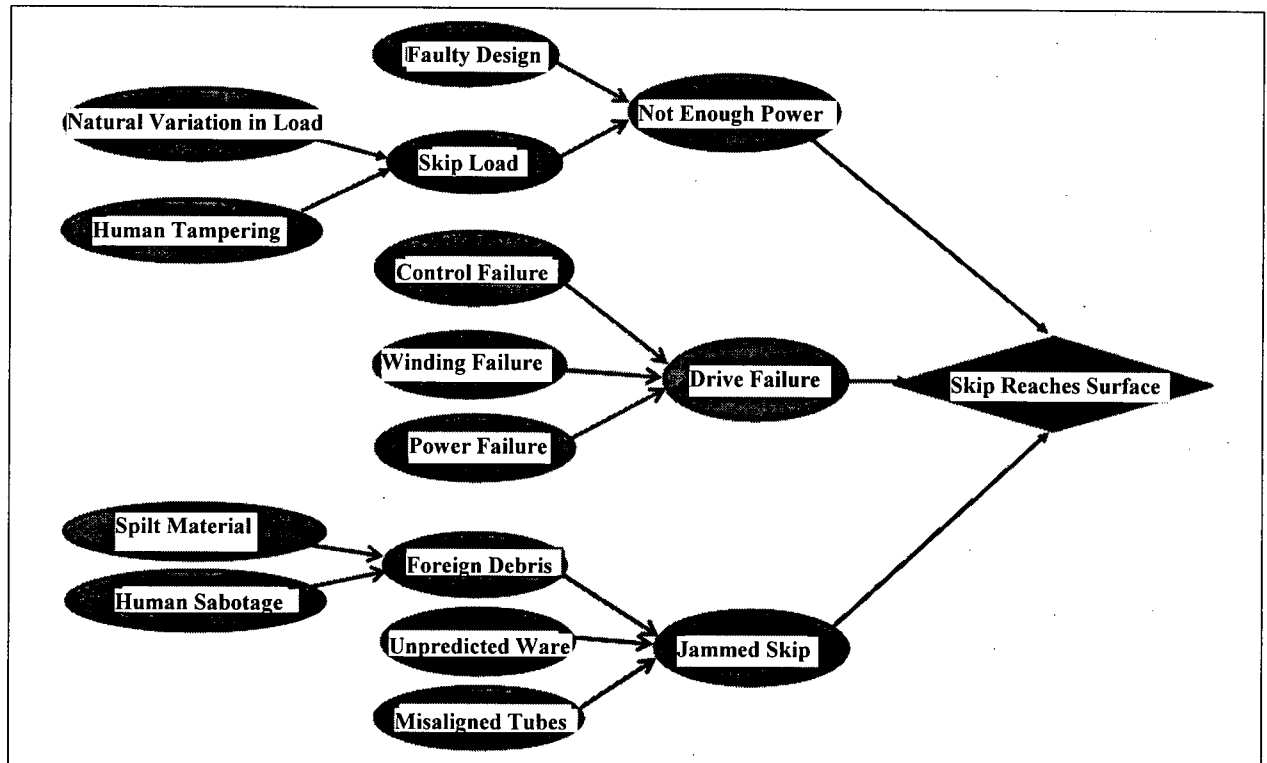 Faulty Design
Not Enough Power
Natural Variation in Load
Skip Load
Human Tampering
Control Failure
Winding Failure
Drive Failure
Skip Reaches Surface
Power Failure
Spilt Material
Foreign Debris
Human Sabotage
Unpredicted Ware
Jammed Skip
Misaligned Tubes